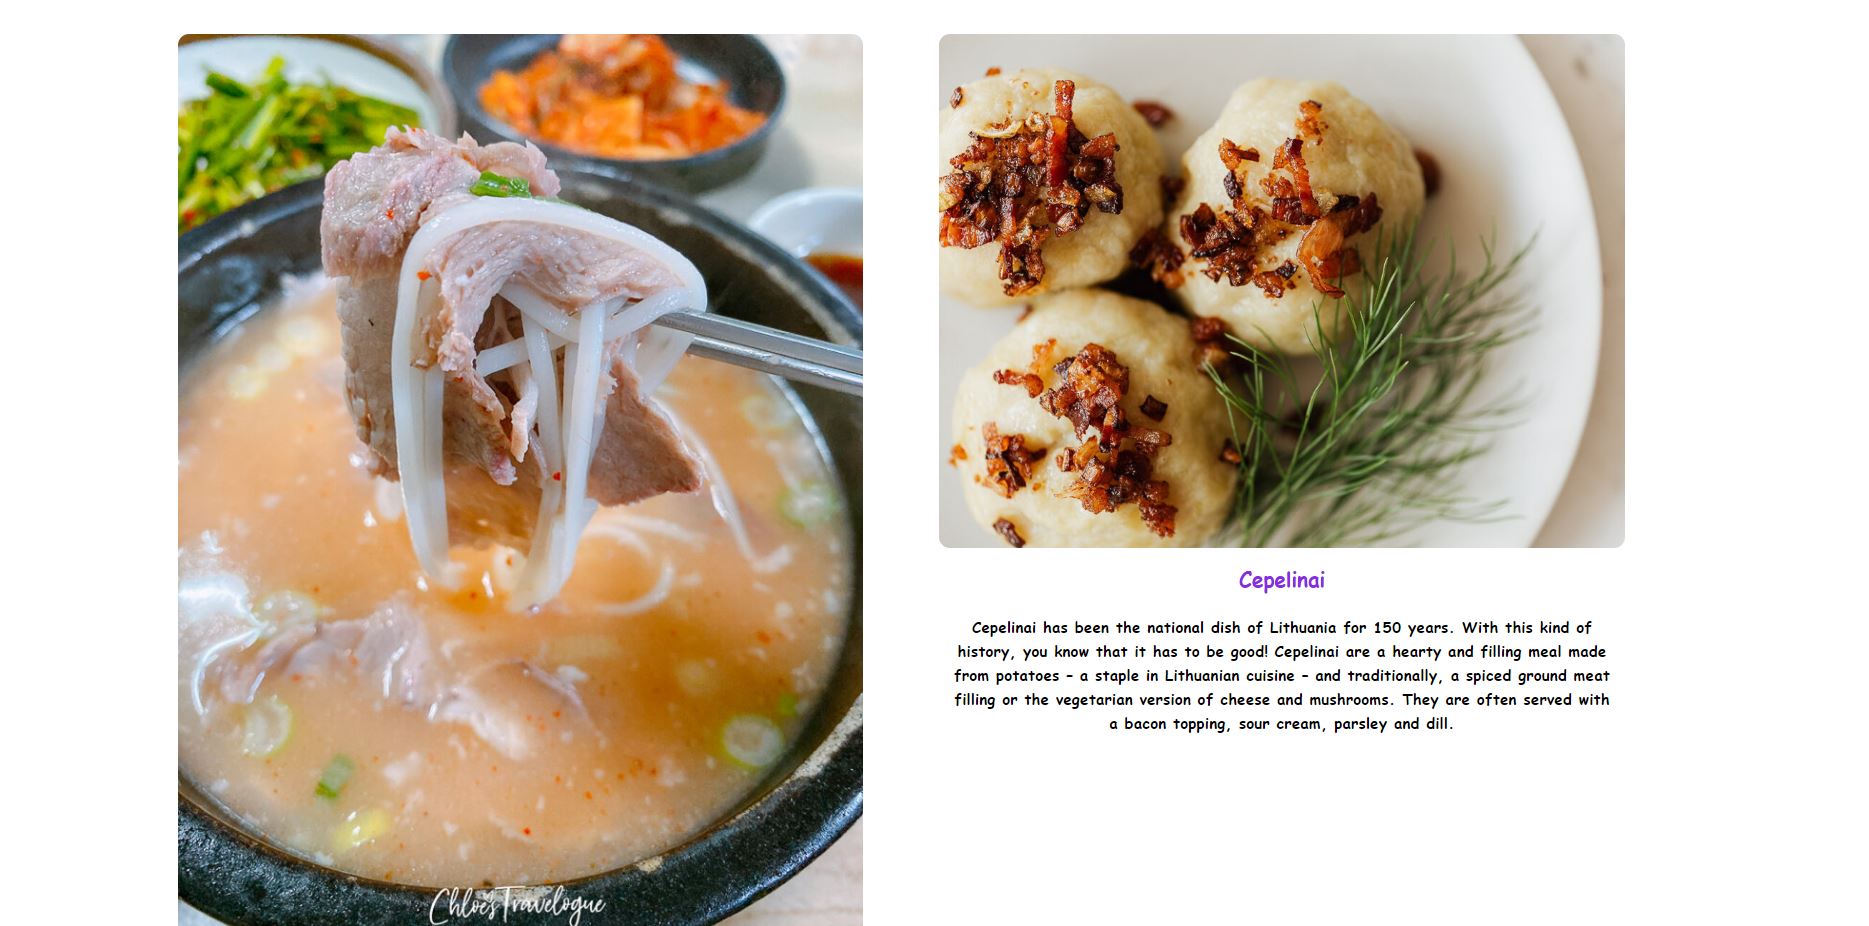 Chloe's Travelogue
Cepelinai
Cepelinai has been the national dish of Lithuania for 150 years. With this kind of
history, you know that it has to be good! Cepelinai are a hearty and filling meal made
from potatoes – a staple in Lithuanian cuisine – and traditionally, a spiced ground meat
filling or the vegetarian version of cheese and mushrooms. They are often served with
a bacon topping, sour cream, parsley and dill.